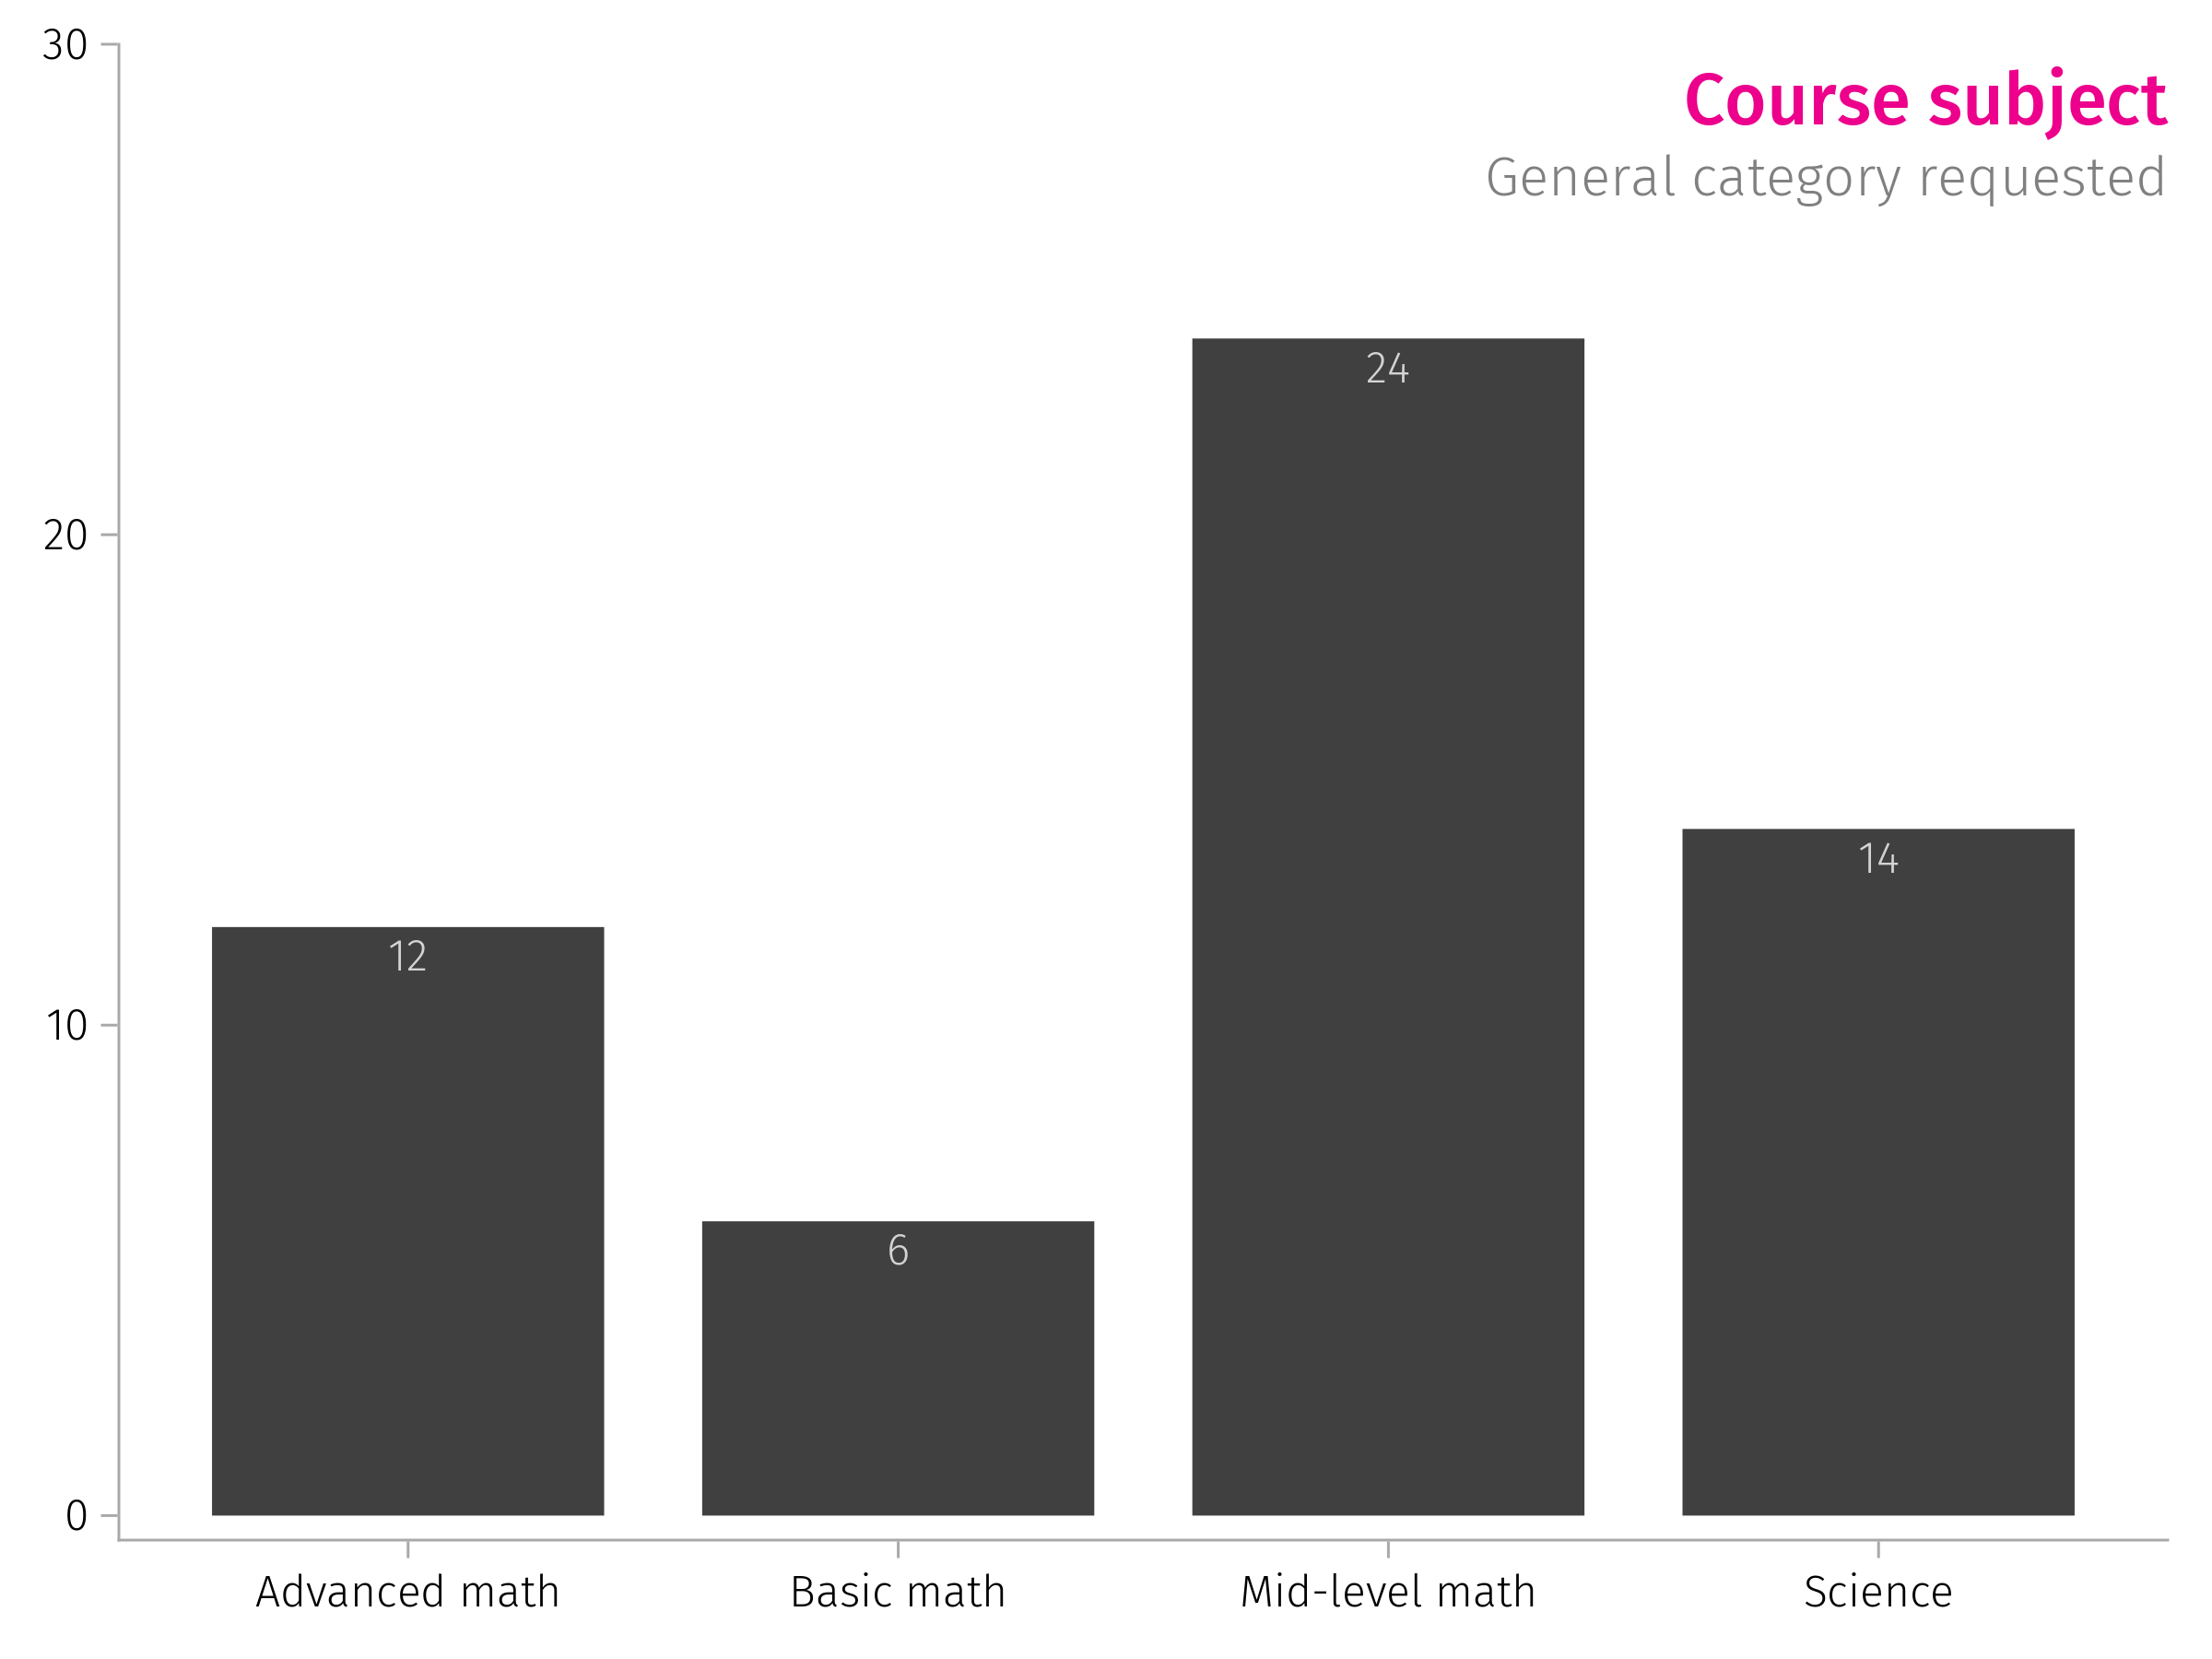 Course subject
General category requested
30
20
10
0
12
6
24
14
Advanced math
Basic math
Mid-level math
Science